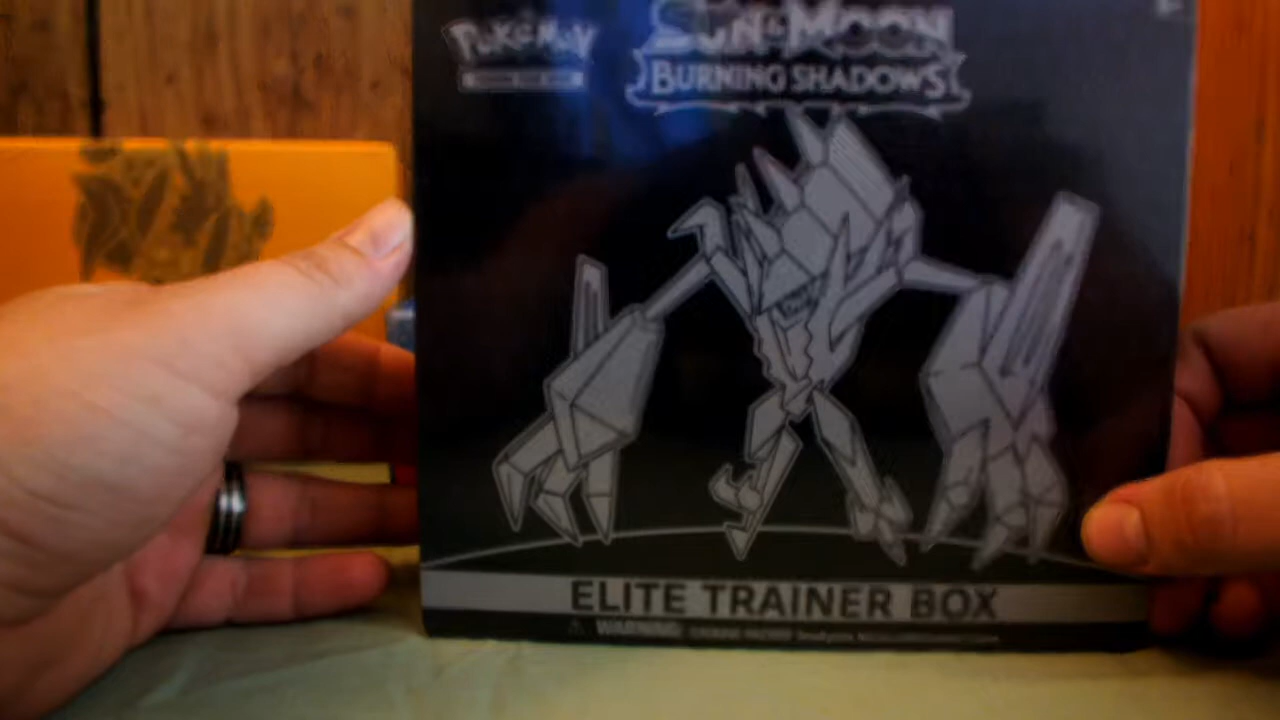 POKéMON
SUN & MOON
BURNING SHADOWS
ELITE TRAINER BOX
WARNING: